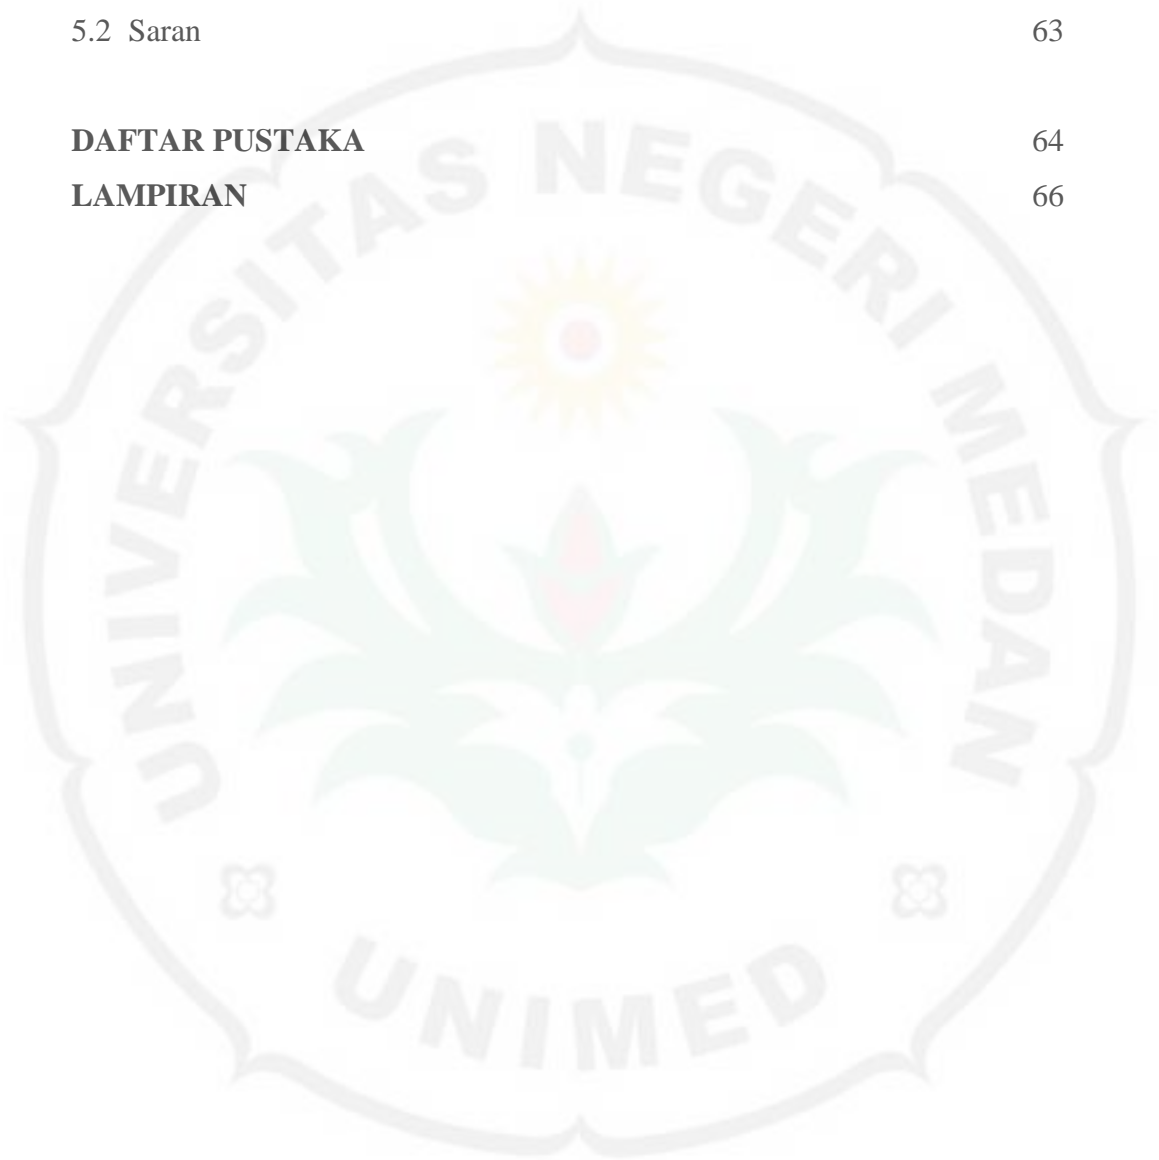 5.2 Saran 63
DAFTAR PUSTAKA 64
LAMPIRAN 66
UNIVERSITAS NEGERI MEDAN
UNIMED